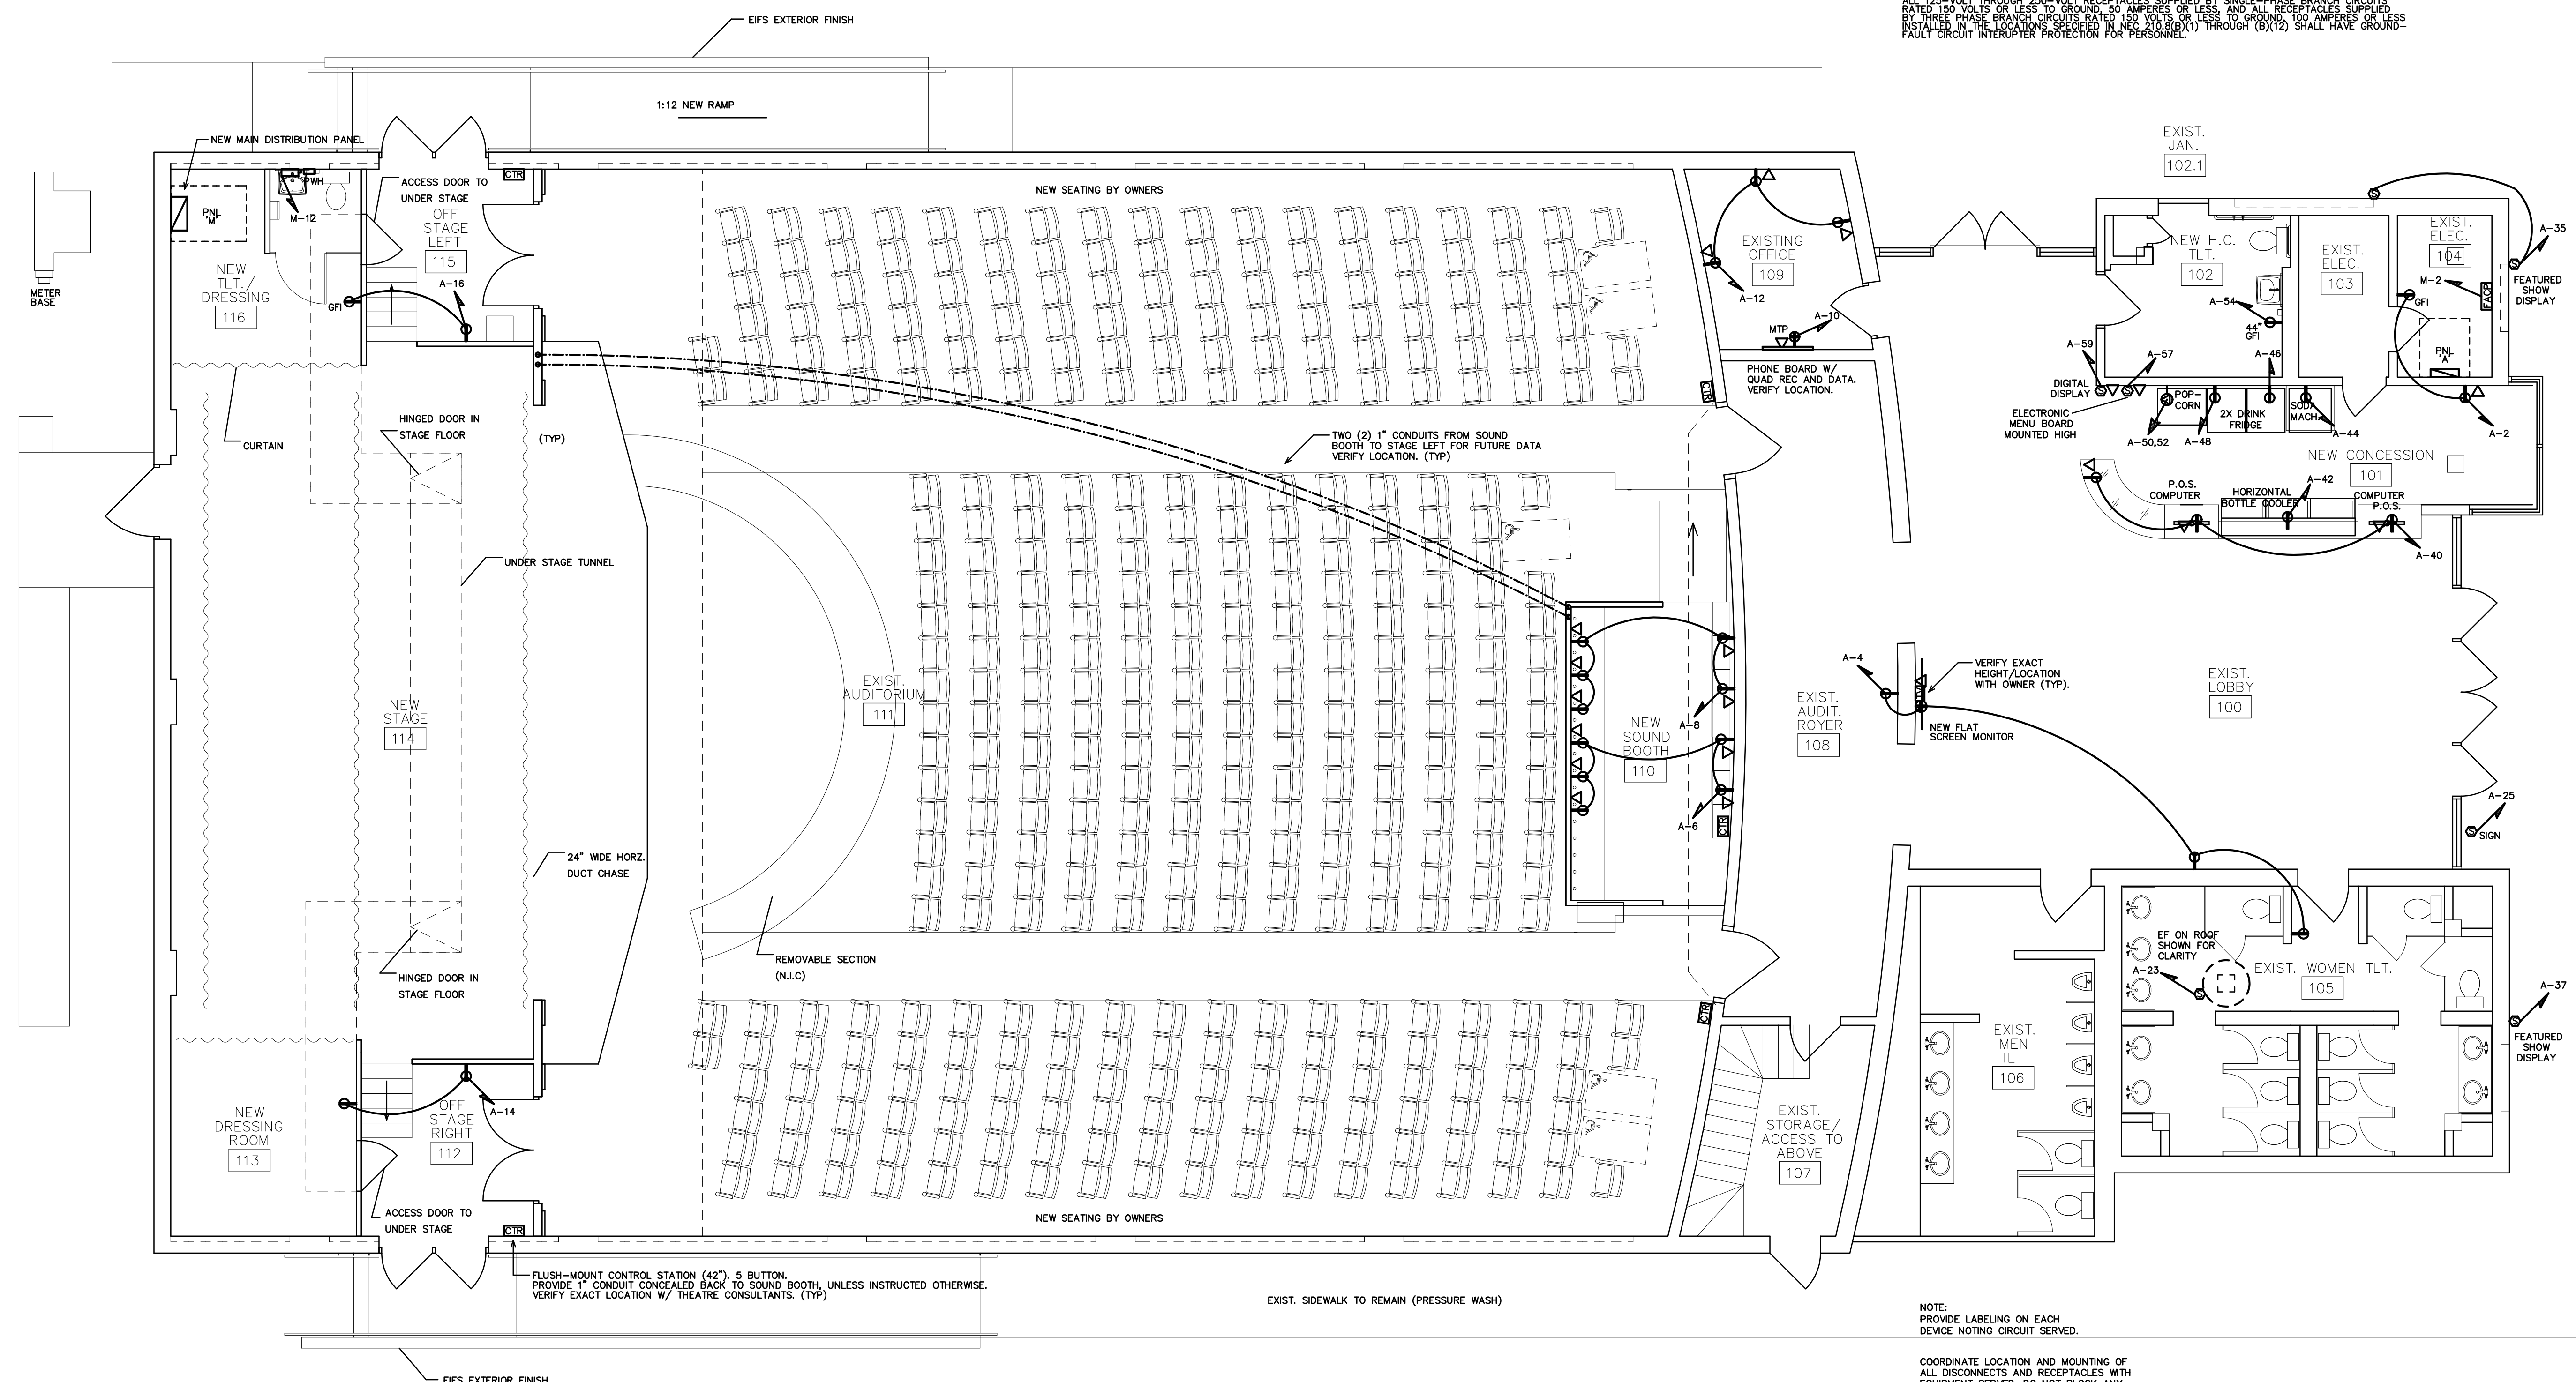 ALL 125-VOLT THROUGH 250-VOLT RECEPTACLES SUPPLIED BY SINGLE-PHASE BRANCH CIRCUITS
RATED 150 VOLTS OR LESS TO GROUND, 50 AMPERES OR LESS, AND ALL RECEPTACLES SUPPLIED
BY THREE PHASE BRANCH CIRCUITS RATED 150 VOLTS OR LESS TO GROUND, 100 AMPERES OR LESS
INSTALLED IN THE LOCATIONS SPECIFIED IN NEC 210.8(B)(1) THROUGH (B)(12) SHALL HAVE GROUND-
FAULT CIRCUIT INTERUPTER PROTECTION FOR PERSONNEL.
EIFS EXTERIOR FINISH
1:12 NEW RAMP
NEW MAIN DISTRIBUTION PANEL
METER
BASE
PNL
'M'
PWH
M-12
ACCESS DOOR TO
UNDER STAGE
OFF
STAGE
LEFT
115
A-16
CTR
NEW
TLT./
DRESSING
116
GFI
CURTAIN
HINGED DOOR IN
STAGE FLOOR
(TYP)
UNDER STAGE TUNNEL
NEW
STAGE
114
24" WIDE HORZ.
DUCT CHASE
HINGED DOOR IN
STAGE FLOOR
NEW
DRESSING
ROOM
113
OFF
STAGE
RIGHT
112
A-14
ACCESS DOOR TO
UNDER STAGE
CTR
FLUSH-MOUNT CONTROL STATION (42"). 5 BUTTON.
PROVIDE 1" CONDUIT CONCEALED BACK TO SOUND BOOTH, UNLESS INSTRUCTED OTHERWISE.
VERIFY EXACT LOCATION W/ THEATRE CONSULTANTS. (TYP)
EIFS EXTERIOR FINISH
NEW SEATING BY OWNERS
TWO (2) 1" CONDUITS FROM SOUND
BOOTH TO STAGE LEFT FOR FUTURE DATA
VERIFY LOCATION. (TYP)
EXIST.
AUDITORIUM
111
REMOVABLE SECTION
(N.I.C)
NEW SEATING BY OWNERS
EXIST. SIDEWALK TO REMAIN (PRESSURE WASH)
EXISTING
OFFICE
109
A-12
MTP
A-10
PHONE BOARD W/
QUAD REC AND DATA.
VERIFY LOCATION.
CTR
NEW
SOUND
BOOTH
110
A-8
A-6
CTR
CTR
EXIST.
AUDIT.
ROYER
108
A-4
VERIFY EXACT
HEIGHT/LOCATION
WITH OWNER (TYP).
NEW FLAT
SCREEN MONITOR
EXIST.
LOBBY
100
A-25
S
SIGN
EXIST.
JAN.
102.1
NEW H.C.
TLT.
102
A-54
44"
GFI
EXIST.
ELEC.
103
EXIST.
ELEC.
104
M-2
FACP
GFI
PNL
'A'
S
A-35
S
FEATURED
SHOW
DISPLAY
A-59
A-57
A-46
DIGITAL
DISPLAY
S
S
ELECTRONIC
MENU BOARD
MOUNTED HIGH
POP-
CORN
2X DRINK
FRIDGE
SODA
MACH.
A-50,52
A-48
A-44
A-2
NEW CONCESSION
101
P.O.S.
COMPUTER
HORIZONTAL
BOTTLE COOLER
A-42
COMPUTER
P.O.S.
A-40
EXIST.
STORAGE/
ACCESS TO
ABOVE
107
EXIST.
MEN
TLT
106
EF ON ROOF
SHOWN FOR
CLARITY
A-23
S
EXIST. WOMEN TLT.
105
A-37
S
FEATURED
SHOW
DISPLAY
NOTE:
PROVIDE LABELING ON EACH
DEVICE NOTING CIRCUIT SERVED.
COORDINATE LOCATION AND MOUNTING OF
ALL DISCONNECTS AND RECEPTACLES WITH
EQUIPMENT SERVED. DO NOT BLOCK ANY